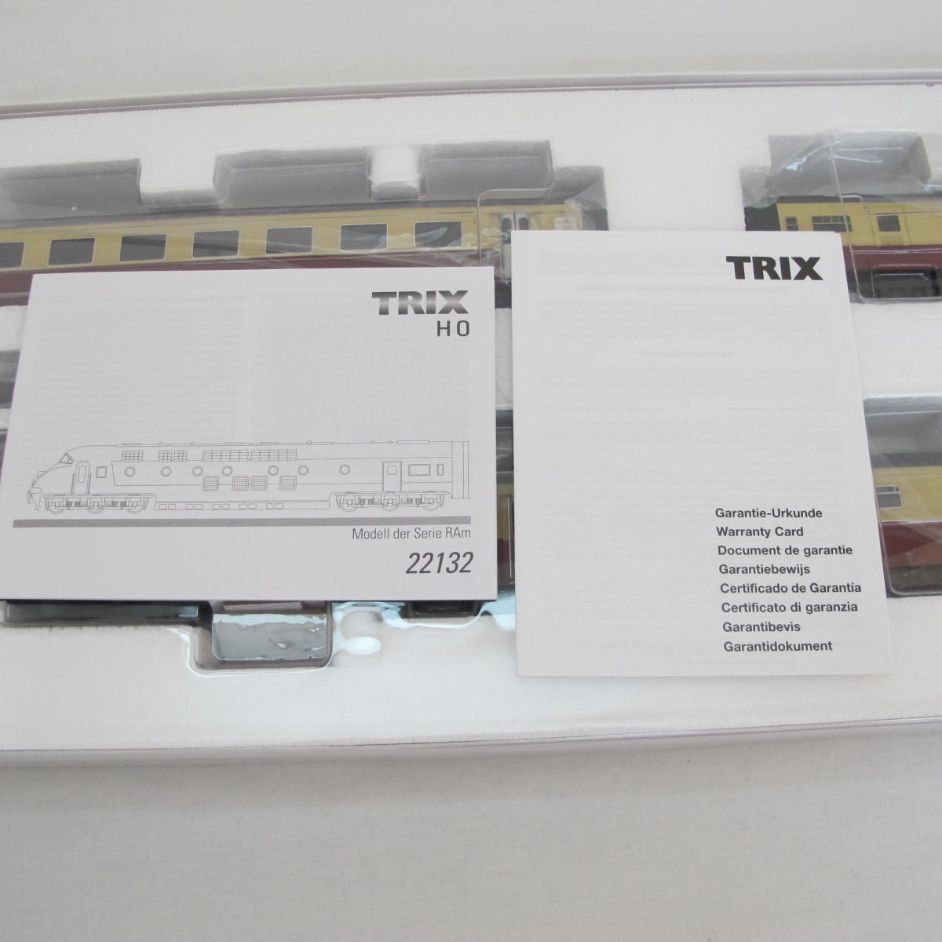 TRIX
H0
Modell der Serie RAm
22132
TRIX
Garantie-Urkunde
Warranty Card
Document de garantie
Garantiebewijs
Certificado de Garantía
Certificato di garanzia
Garantibevis
Garantidokument